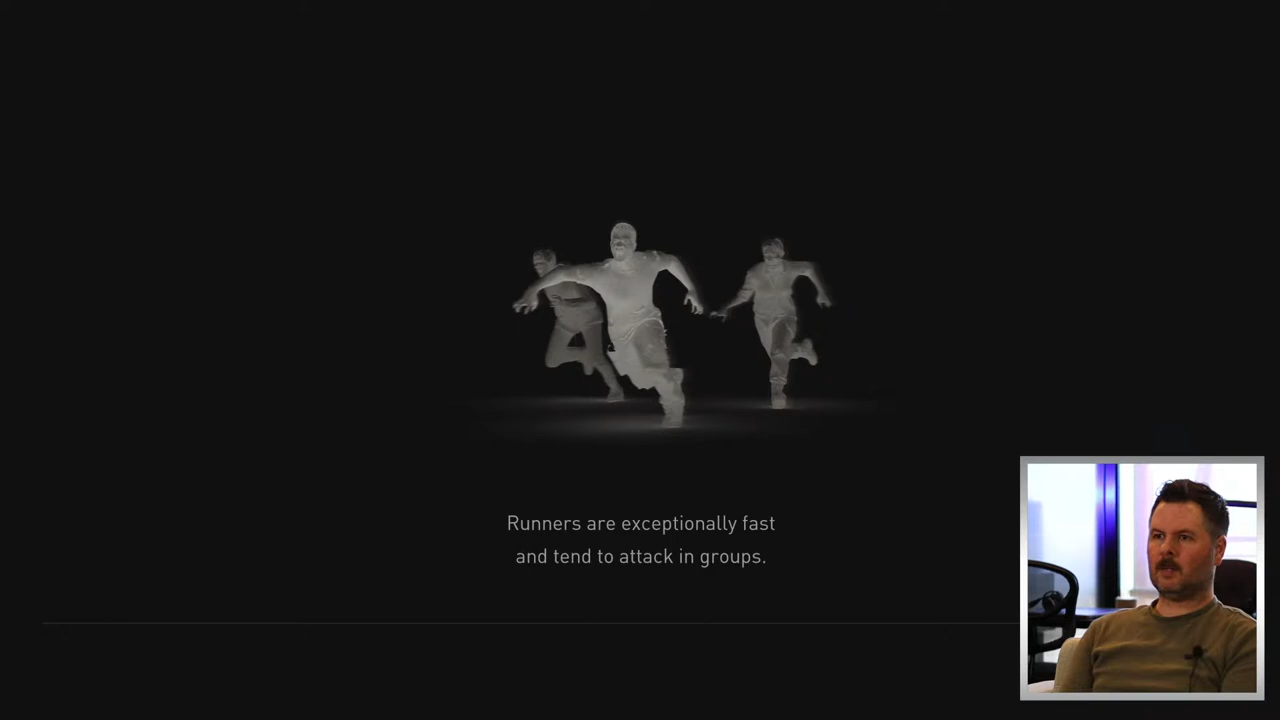 Runners are exceptionally fast
and tend to attack in groups.